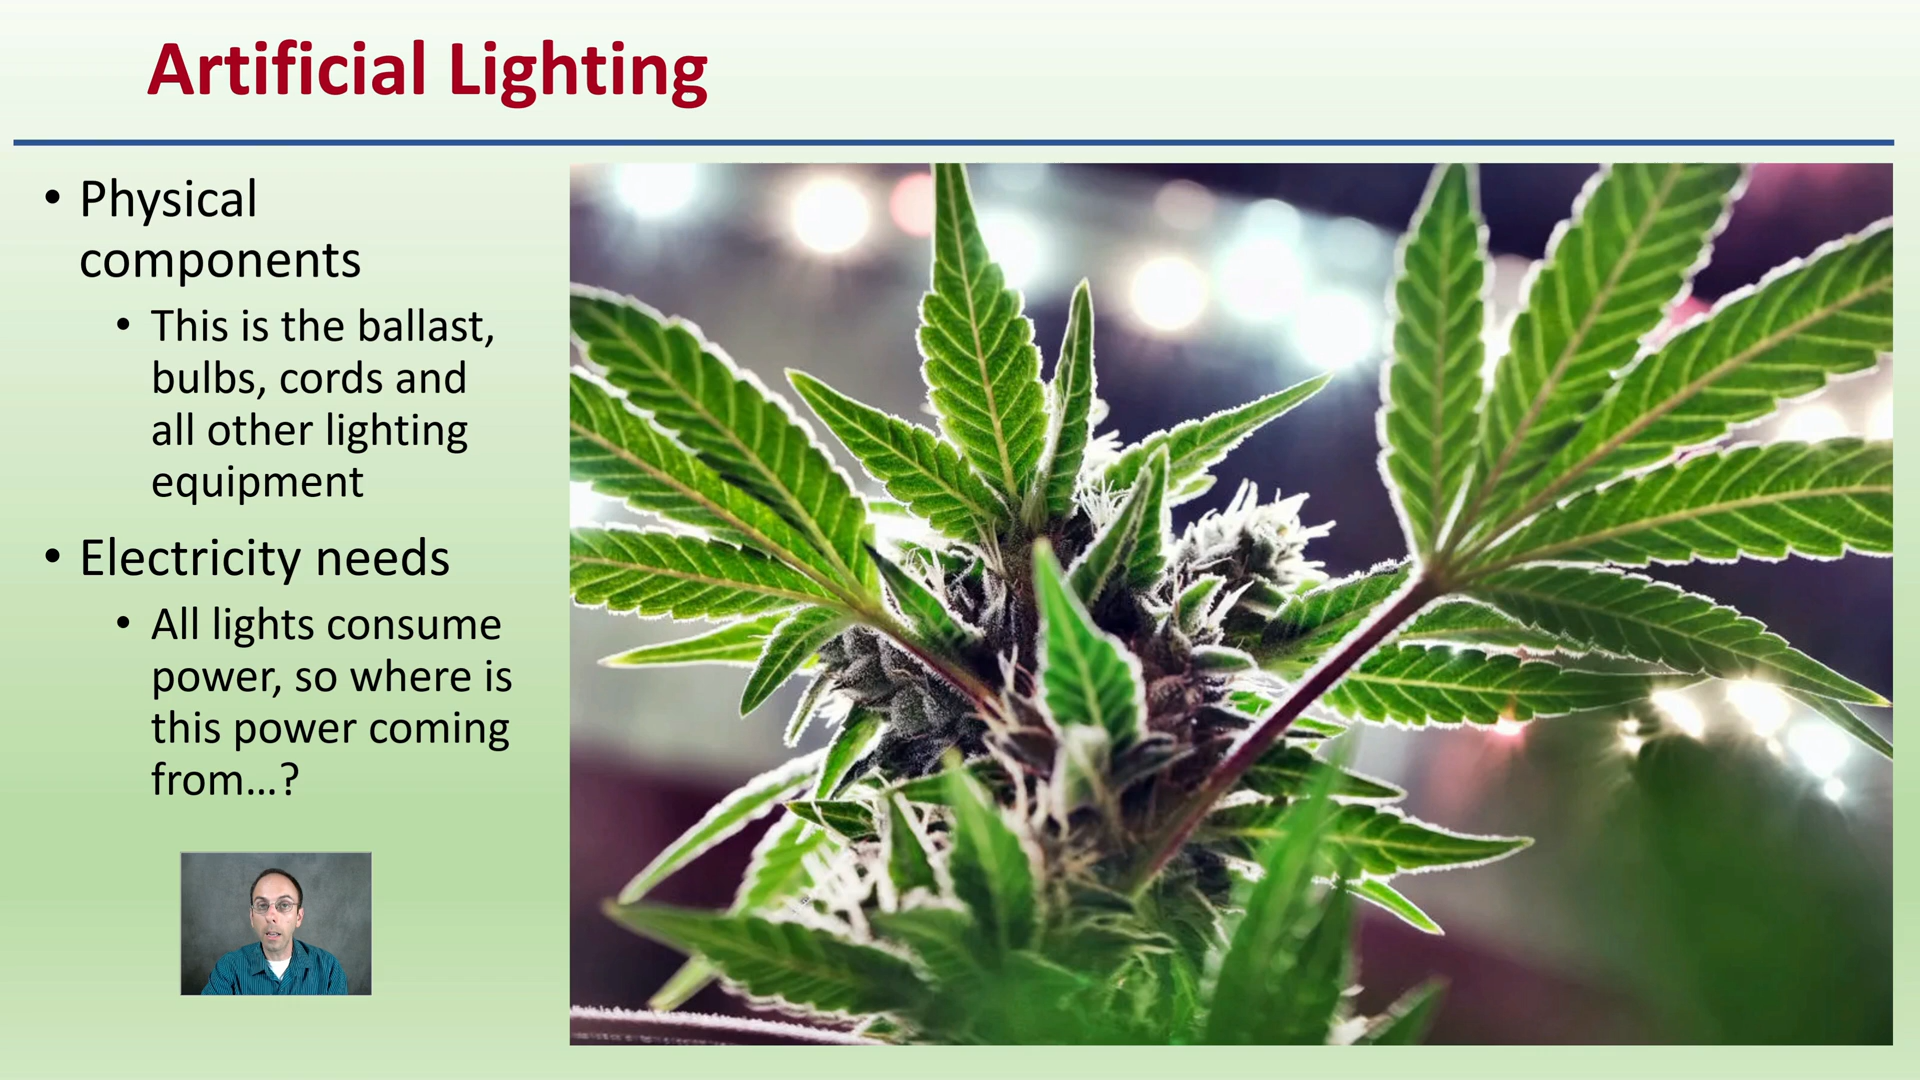 Artificial Lighting
• Physical
components
• This is the ballast,
bulbs, cords and
all other lighting
equipment
• Electricity needs
• All lights consume
power, so where is
this power coming
from...?